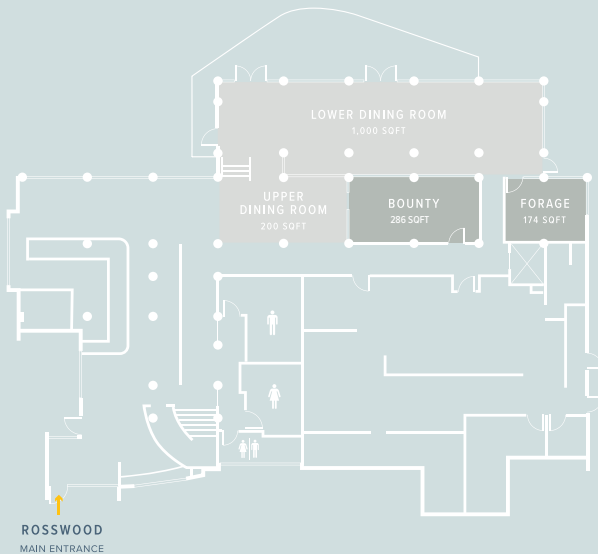 LOWER DINING ROOM
1,000 SQFT
UPPER
DINING ROOM
200 SQFT
BOUNTY
286 SQFT
FORAGE
174 SQFT
ROSSWOOD
MAIN ENTRANCE